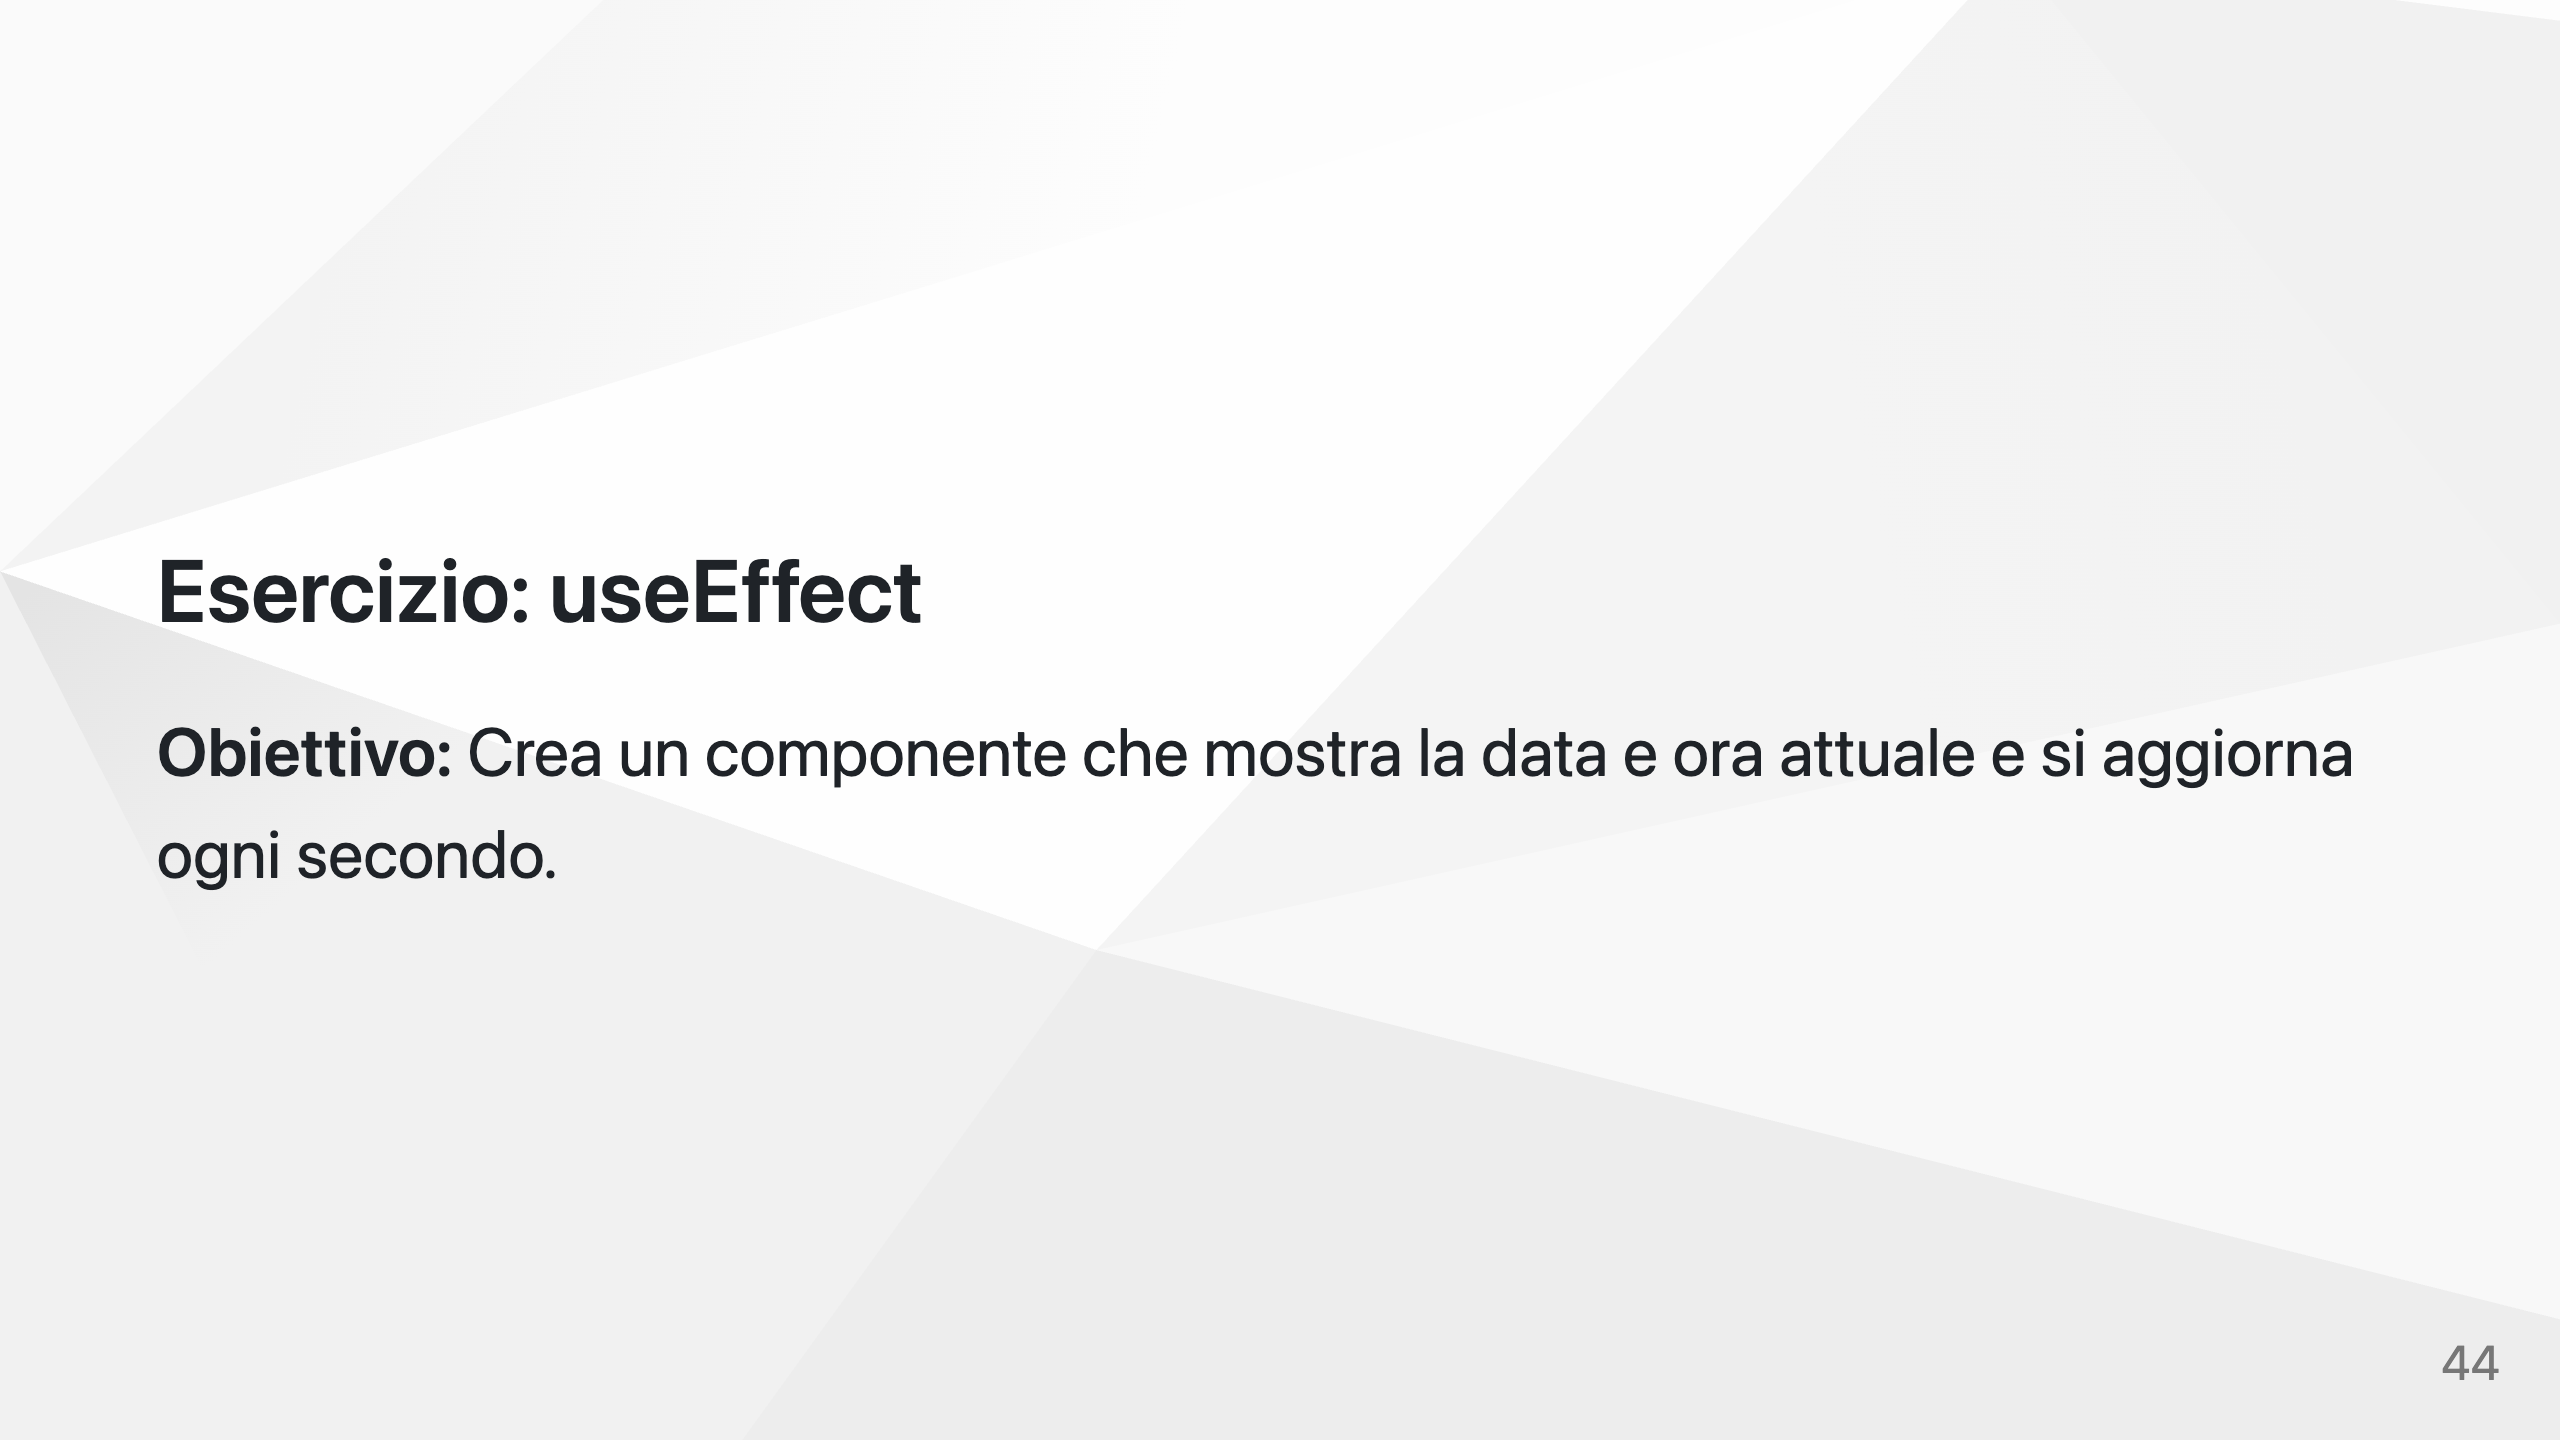 Esercizio: useEffect
Obiettivo: Crea un componente che mostra la data e ora attuale e si aggiorna
ogni secondo.
44